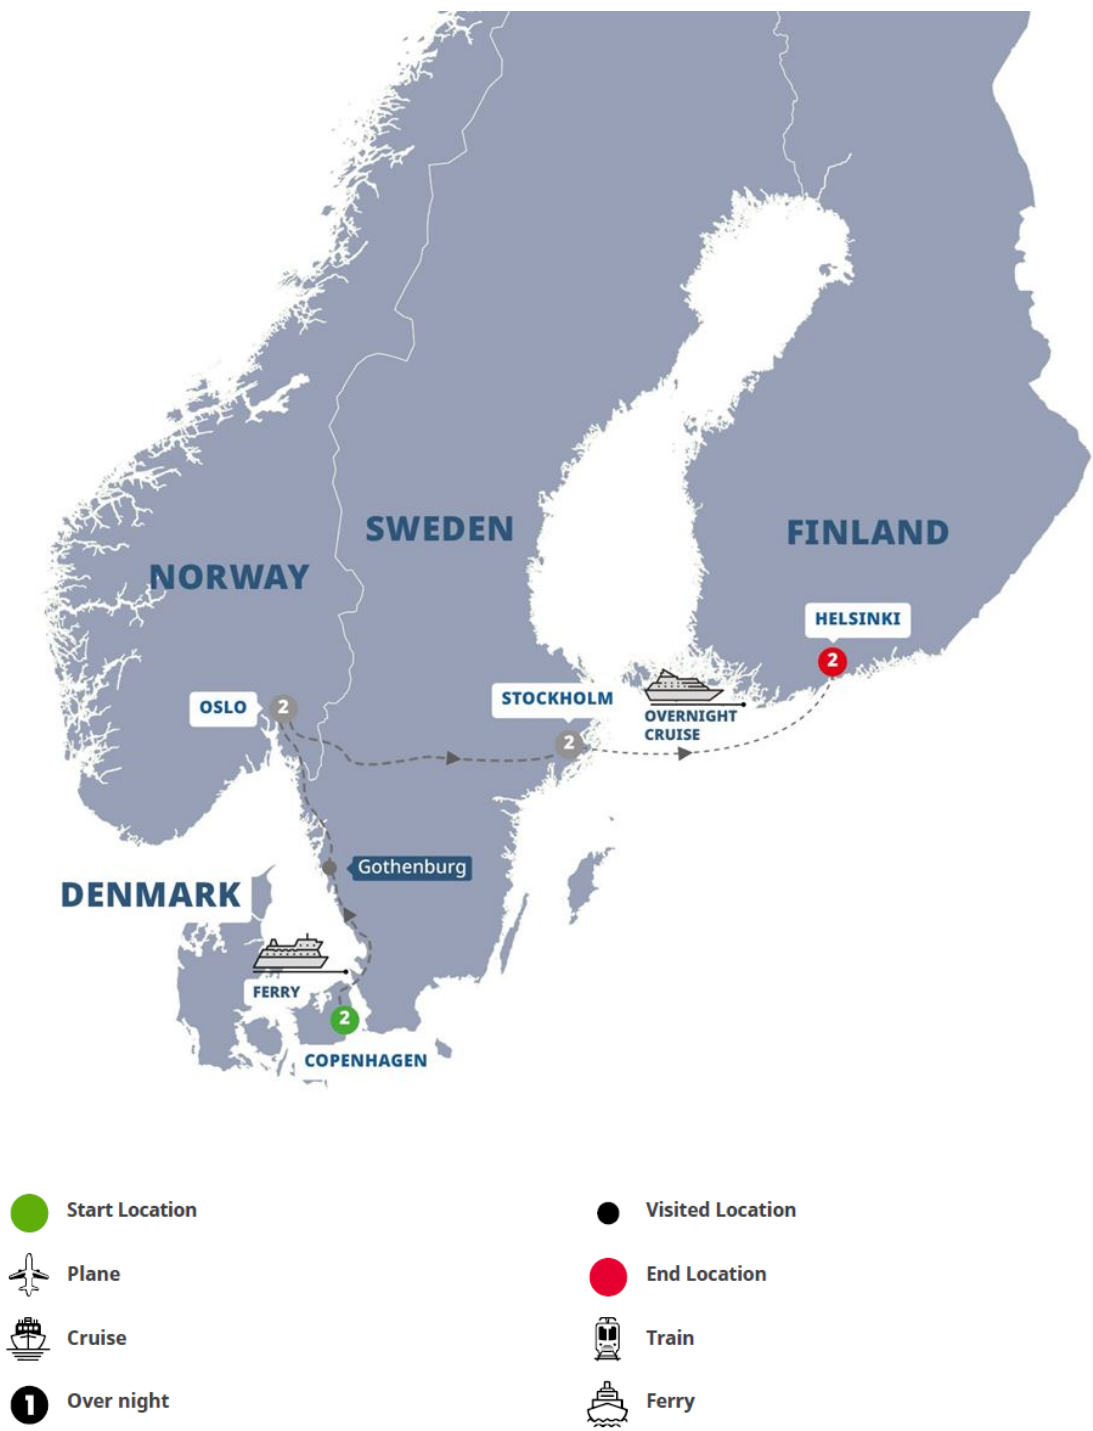 SWEDEN
FINLAND
NORWAY
HELSINKI
2
STOCKHOLM
OSLO
2
OVERNIGHT
CRUISE
2
Gothenburg
DENMARK
FERRY
2
COPENHAGEN
Start Location
Visited Location
Plane
End Location
Cruise
Train
1
Over night
Ferry